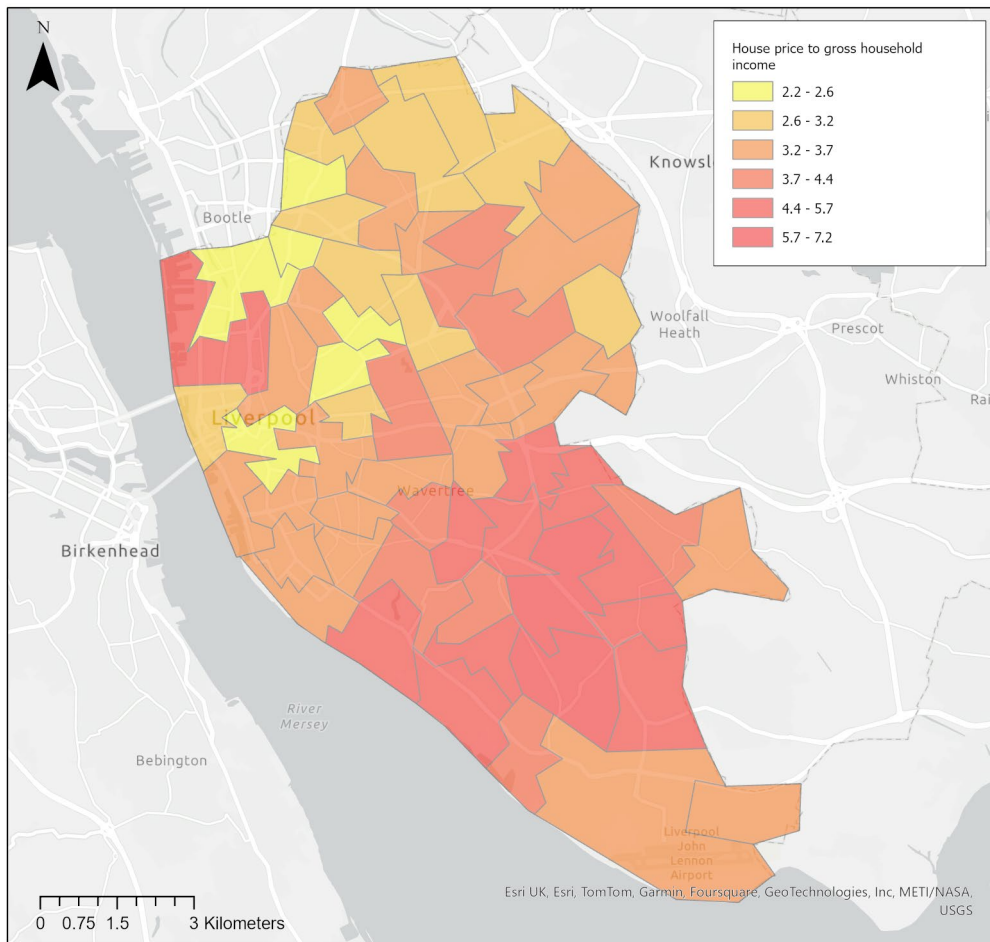 N
House price to gross household
income
2.2 - 2.6
2.6 - 3.2
3.2 - 3.7
3.7 - 4.4
4.4 - 5.7
5.7 - 7.2
Knowsl
Bootle
Woolfall
Heath
Prescot
Whiston
Liverpool
Wavertree
Birkenhead
River
Mersey
Bebington
Liverpool
John
Lennon
Airport
Esri UK, Esri, TomTom, Garmin, Foursquare, GeoTechnologies, Inc, METI/NASA,
USGS
0 0.75 1.5 3 Kilometers